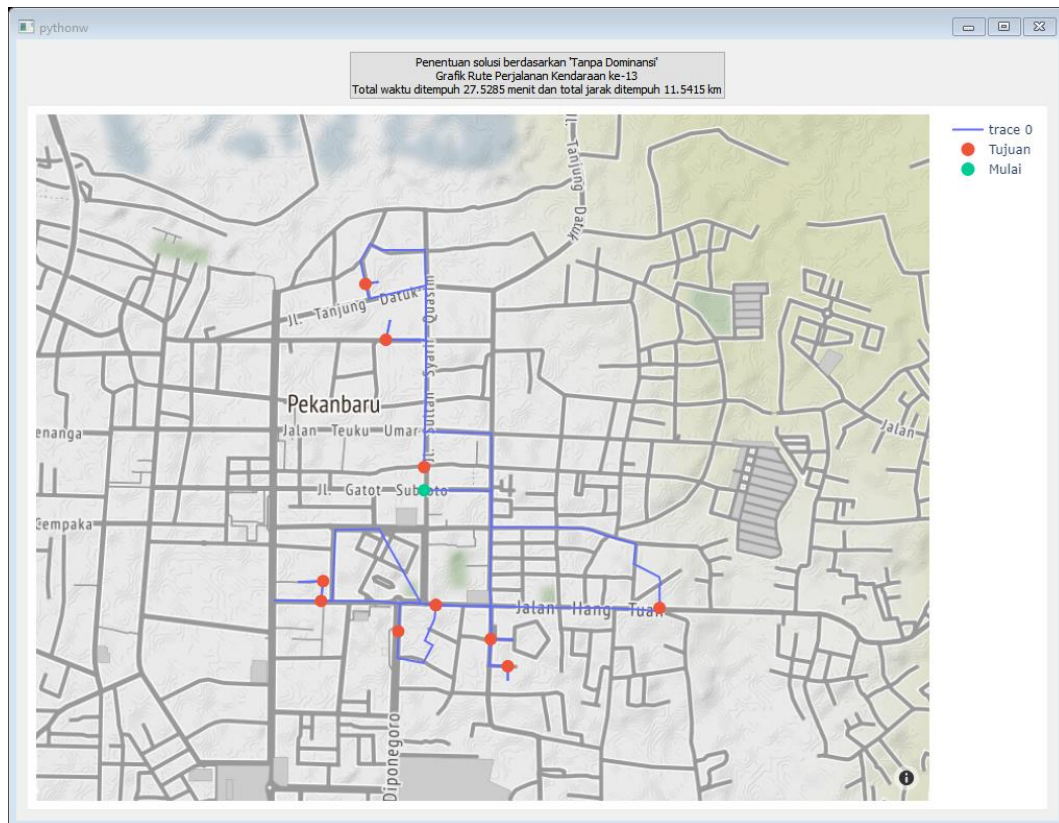 pythonw
Penentuan solusi berdasarkan 'Tanpa Dominansi'
Grafik Rute Perjalanan Kendaraan ke-13
Total waktu ditempuh 27.5285 menit dan total jarak ditempuh 11.5415 km
trace 0
Tujuan
Mulai
Jl. Tanjung Datuk
Jl. Tanjung Datuk
Jl. Sultan Syarif Quasim
Pekanbaru
enanga
Jalan Teuku Umar
Jalan
Jl. Gatot Subroto
Cempaka
Jalan Hang Tuah
Diponegoro